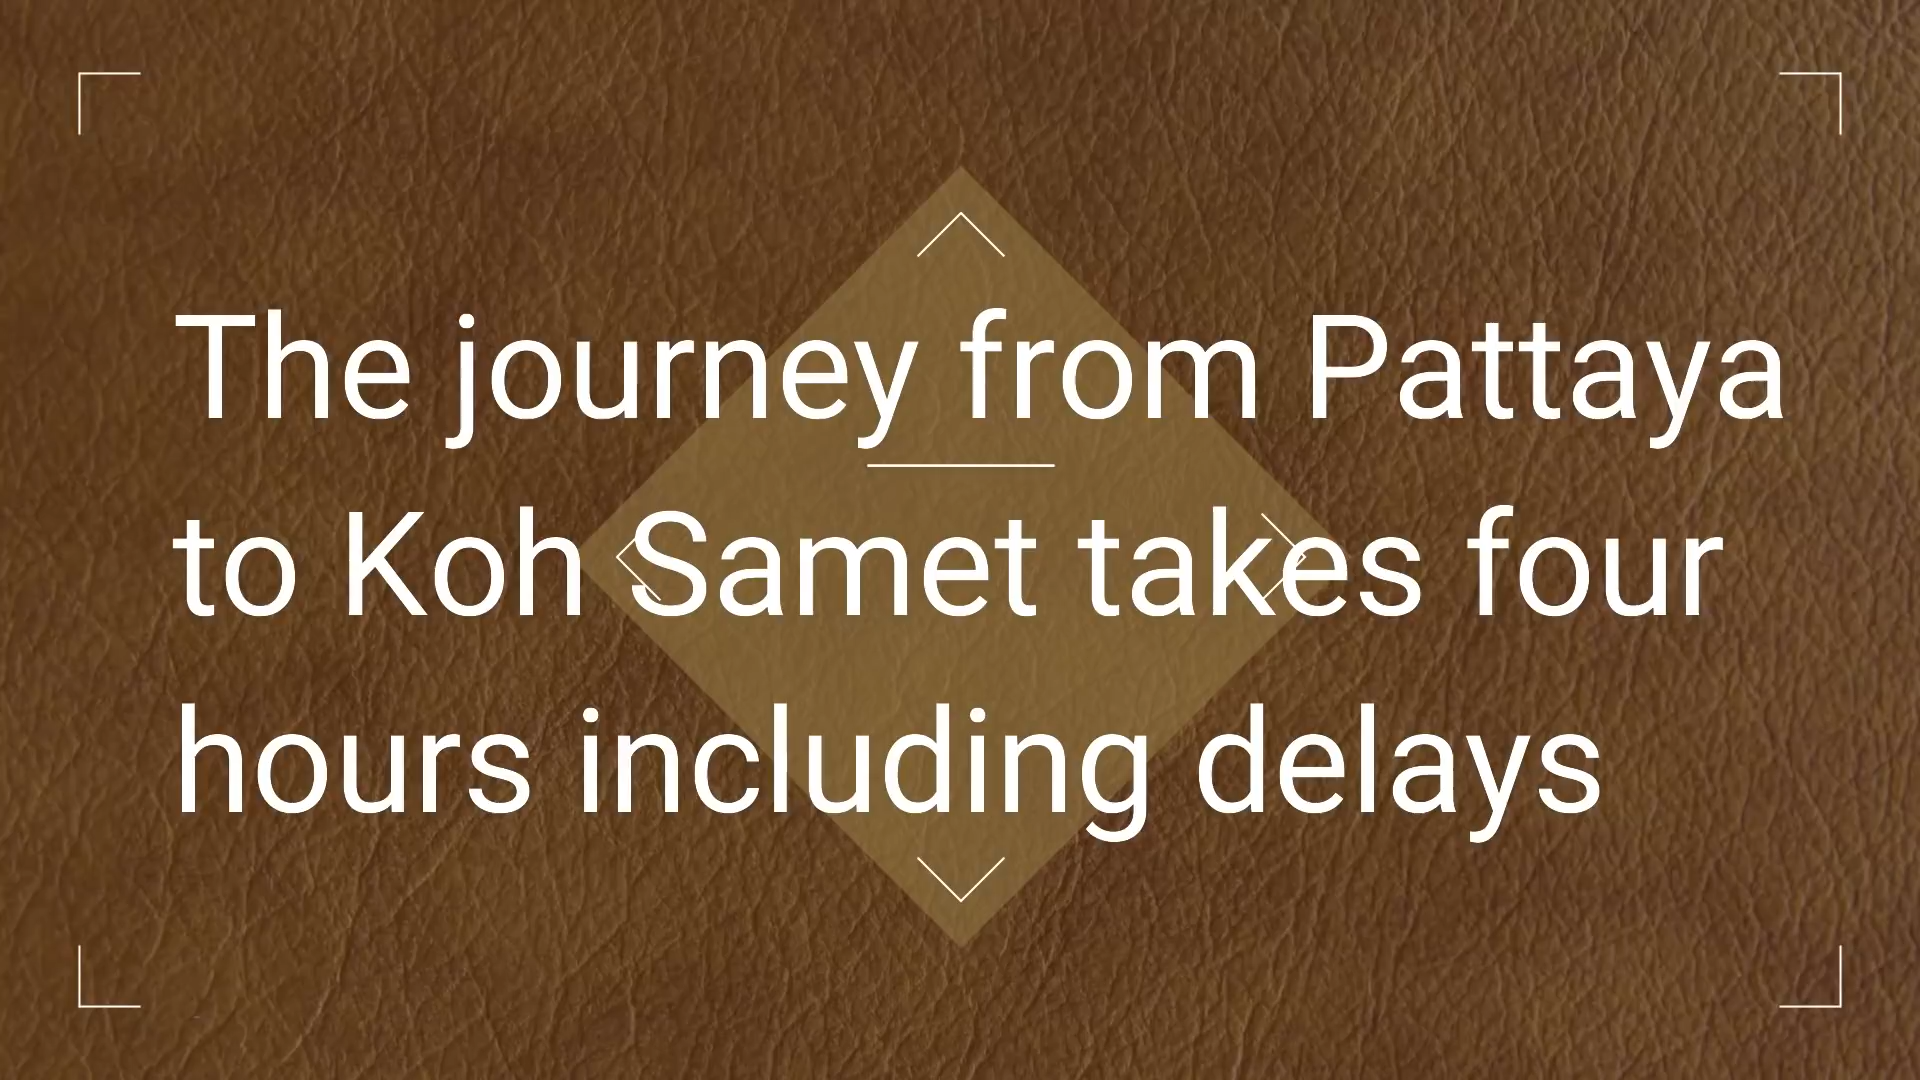 The journey from Pattaya
to Koh Samet takes four
hours including delays